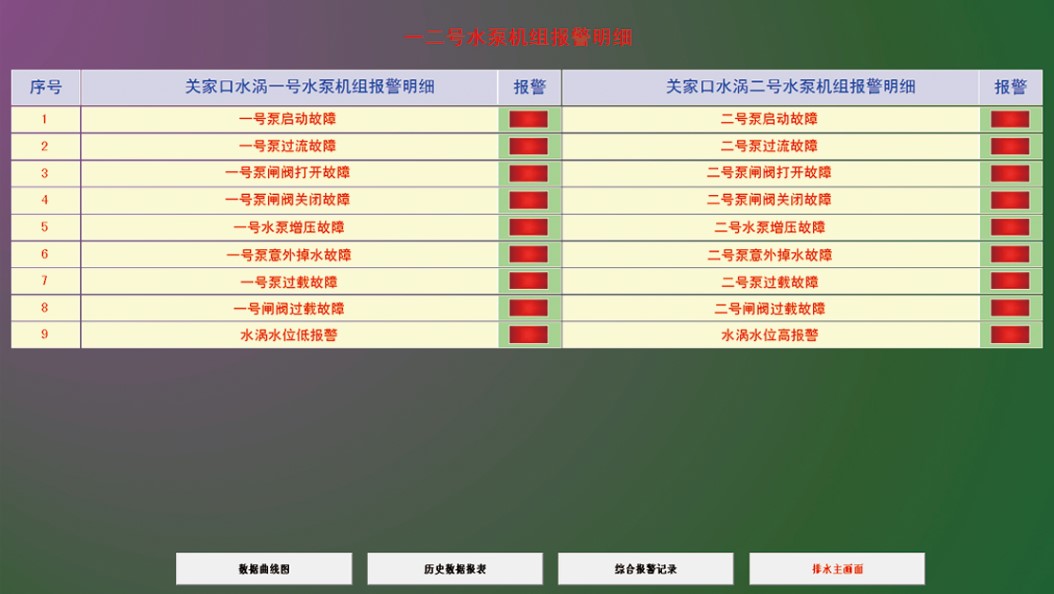 一二号水泵机组报警明细
序号 关家口水涡一号水泵机组报警明细 报警 关家口水涡二号水泵机组报警明细 报警
1 一号泵启动故障 二号泵启动故障
2 一号泵过流故障 二号泵过流故障
3 一号泵闸阀打开故障 二号泵闸阀打开故障
4 一号泵闸阀关闭故障 二号泵闸阀关闭故障
5 一号水泵增压故障 二号水泵增压故障
6 一号泵意外掉水故障 二号泵意外掉水故障
7 一号泵过载故障 二号泵过载故障
8 一号闸阀过载故障 二号闸阀过载故障
9 水涡水位低报警 水涡水位高报警
数据曲线图 历史数据报表 综合报警记录 排水主画面